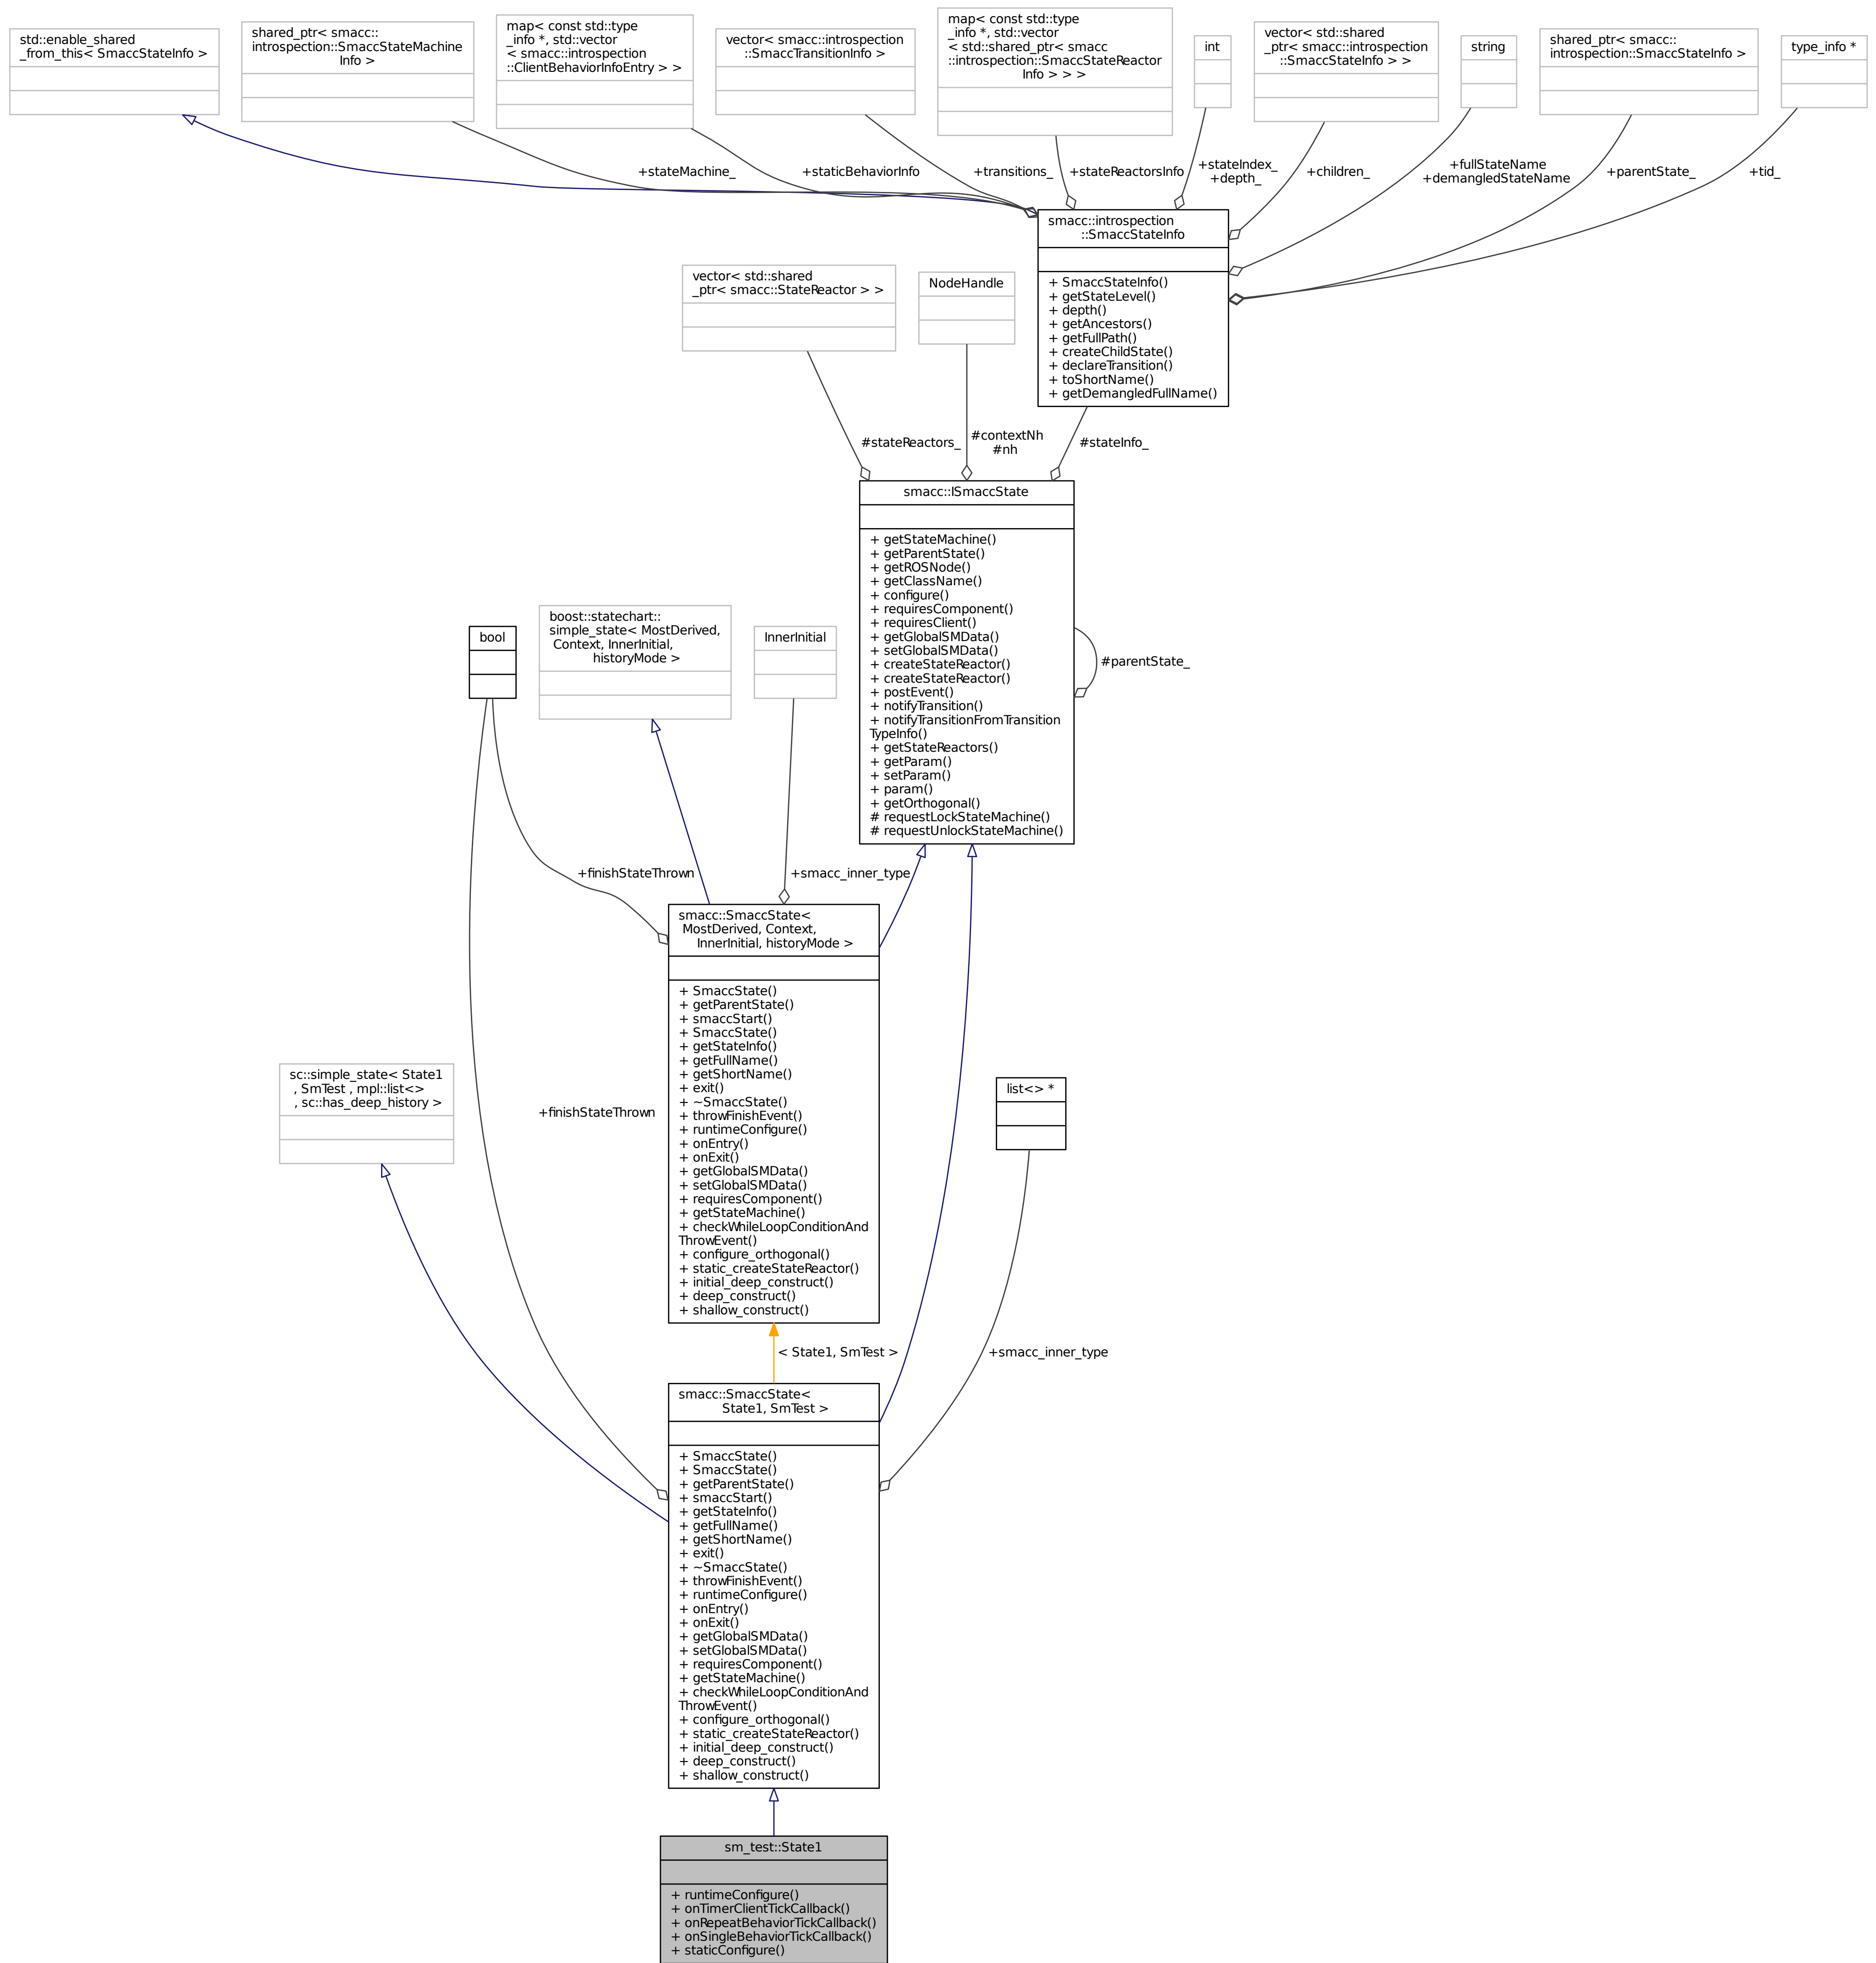 std::enable_shared
_from_this< SmaccStateInfo >
shared_ptr< smacc::
introspection::SmaccStateMachine
Info >
map< const std::type
_info *, std::vector
< smacc::introspection
::ClientBehaviorInfoEntry > >
vector< smacc::introspection
::SmaccTransitionInfo >
map< const std::type
_info *, std::vector
< std::shared_ptr< smacc
::introspection::SmaccStateReactor
Info > > >
int
vector< std::shared
_ptr< smacc::introspection
::SmaccStateInfo > >
string
shared_ptr< smacc::
introspection::SmaccStateInfo >
type_info *
+stateMachine_
+staticBehaviorInfo
+transitions_
+stateReactorsInfo
+stateIndex_
+depth_
+children_
+fullStateName
+demangledStateName
+parentState_
+tid_
smacc::introspection
::SmaccStateInfo
+ SmaccStateInfo()
+ getStateLevel()
+ depth()
+ getAncestors()
+ getFullPath()
+ createChildState()
+ declareTransition()
+ toShortName()
+ getDemangledFullName()
vector< std::shared
_ptr< smacc::StateReactor > >
NodeHandle
#stateReactors_
#contextNh
#nh
#stateInfo_
smacc::ISmaccState
+ getStateMachine()
+ getParentState()
+ getROSNode()
+ getClassName()
+ configure()
+ requiresComponent()
+ requiresClient()
+ getGlobalSMData()
+ setGlobalSMData()
+ createStateReactor()
+ createStateReactor()
+ postEvent()
+ notifyTransition()
+ notifyTransitionFromTransition
TypeInfo()
+ getStateReactors()
+ getParam()
+ setParam()
+ param()
+ getOrthogonal()
# requestLockStateMachine()
# requestUnlockStateMachine()
#parentState_
bool
boost::statechart::
simple_state< MostDerived,
Context, InnerInitial,
historyMode >
InnerInitial
+finishStateThrown
+smacc_inner_type
smacc::SmaccState<
MostDerived, Context,
InnerInitial, historyMode >
+ SmaccState()
+ getParentState()
+ smaccStart()
+ SmaccState()
+ getStateInfo()
+ getFullName()
+ getShortName()
+ exit()
+ ~SmaccState()
+ throwFinishEvent()
+ runtimeConfigure()
+ onEntry()
+ onExit()
+ getGlobalSMData()
+ setGlobalSMData()
+ requiresComponent()
+ getStateMachine()
+ checkWhileLoopConditionAnd
ThrowEvent()
+ configure_orthogonal()
+ static_createStateReactor()
+ initial_deep_construct()
+ deep_construct()
+ shallow_construct()
sc::simple_state< State1
, SmTest , mpl::list<>
, sc::has_deep_history >
+finishStateThrown
list<> *
< State1, SmTest >
+smacc_inner_type
smacc::SmaccState<
State1, SmTest >
+ SmaccState()
+ SmaccState()
+ getParentState()
+ smaccStart()
+ getStateInfo()
+ getFullName()
+ getShortName()
+ exit()
+ ~SmaccState()
+ throwFinishEvent()
+ runtimeConfigure()
+ onEntry()
+ onExit()
+ getGlobalSMData()
+ setGlobalSMData()
+ requiresComponent()
+ getStateMachine()
+ checkWhileLoopConditionAnd
ThrowEvent()
+ configure_orthogonal()
+ static_createStateReactor()
+ initial_deep_construct()
+ deep_construct()
+ shallow_construct()
sm_test::State1
+ runtimeConfigure()
+ onTimerClientTickCallback()
+ onRepeatBehaviorTickCallback()
+ onSingleBehaviorTickCallback()
+ staticConfigure()